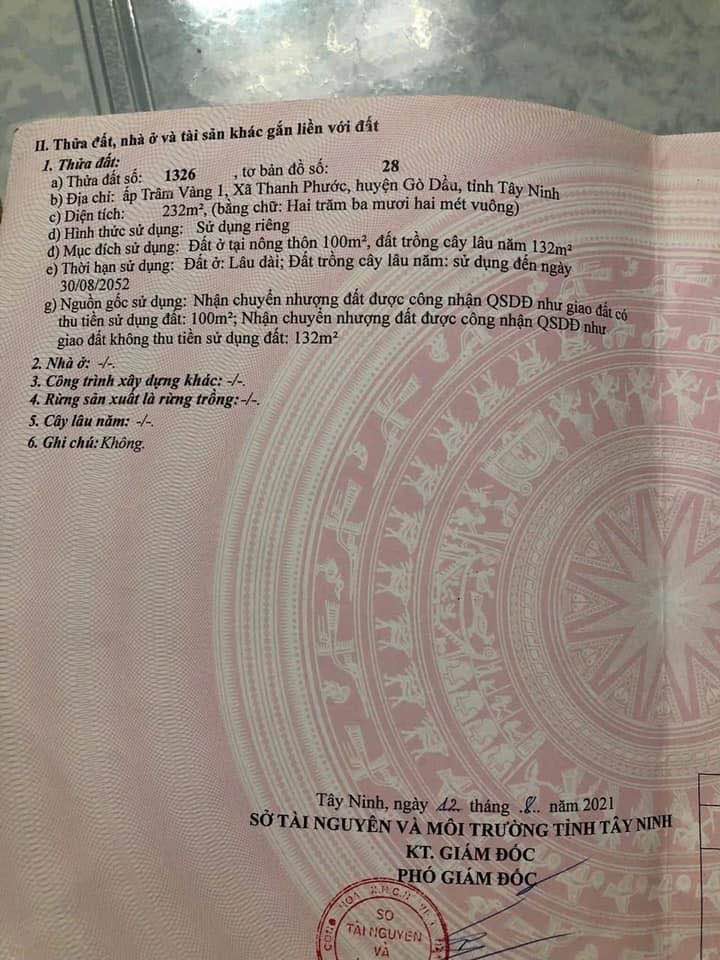 II. Thửa đất, nhà ở và tài sản khác gắn liền với đất
1. Thửa đất:
a) Thửa đất số: 1326 , tờ bản đồ số: 28
b) Địa chỉ: ấp Trâm Vàng 1, Xã Thanh Phước, huyện Gò Dầu, tỉnh Tây Ninh
c) Diện tích: 232m², (bằng chữ: Hai trăm ba mươi hai mét vuông)
d) Hình thức sử dụng: Sử dụng riêng
đ) Mục đích sử dụng: Đất ở tại nông thôn 100m², đất trồng cây lâu năm 132m²
e) Thời hạn sử dụng: Đất ở: Lâu dài; Đất trồng cây lâu năm: sử dụng đến ngày
30/08/2052
g) Nguồn gốc sử dụng: Nhận chuyển nhượng đất được công nhận QSDĐ như giao đất có
thu tiền sử dụng đất: 100m²; Nhận chuyển nhượng đất được công nhận QSDĐ như
giao đất không thu tiền sử dụng đất: 132m²
2. Nhà ở: -/-.
3. Công trình xây dựng khác: -/-.
4. Rừng sản xuất là rừng trồng: -/-.
5. Cây lâu năm: -/-.
6. Ghi chú: Không.
Tây Ninh, ngày 12 tháng .8.. năm 2021
SỞ TÀI NGUYÊN VÀ MÔI TRƯỜNG TỈNH TÂY NINH
KT. GIÁM ĐỐC
PHÓ GIÁM ĐỐC
SỞ
TÀI NGUYÊN
VÀ